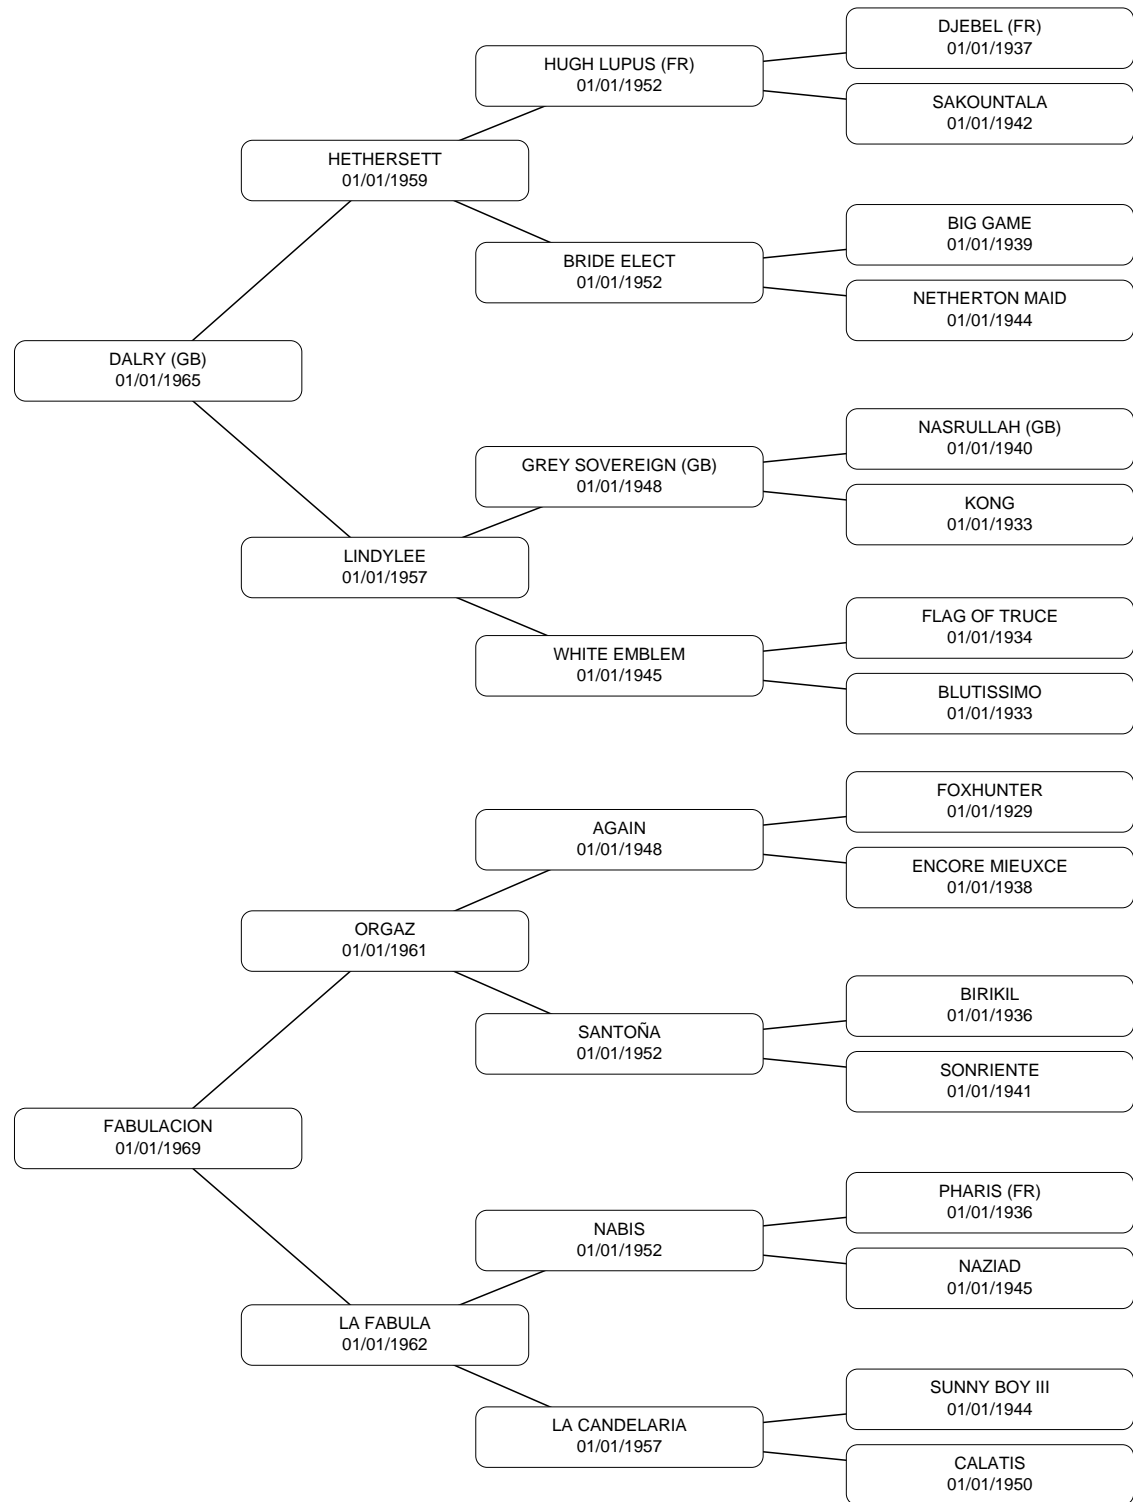 DJEBEL (FR)
01/01/1937
HUGH LUPUS (FR)
01/01/1952
SAKOUNTALA
01/01/1942
HETHERSETT
01/01/1959
BIG GAME
01/01/1939
BRIDE ELECT
01/01/1952
NETHERTON MAID
01/01/1944
DALRY (GB)
01/01/1965
NASRULLAH (GB)
01/01/1940
GREY SOVEREIGN (GB)
01/01/1948
KONG
01/01/1933
LINDYLEE
01/01/1957
FLAG OF TRUCE
01/01/1934
WHITE EMBLEM
01/01/1945
BLUTISSIMO
01/01/1933
FOXHUNTER
01/01/1929
AGAIN
01/01/1948
ENCORE MIEUXCE
01/01/1938
ORGAZ
01/01/1961
BIRIKIL
01/01/1936
SANTOÑA
01/01/1952
SONRIENTE
01/01/1941
FABULACION
01/01/1969
PHARIS (FR)
01/01/1936
NABIS
01/01/1952
NAZIAD
01/01/1945
LA FABULA
01/01/1962
SUNNY BOY III
01/01/1944
LA CANDELARIA
01/01/1957
CALATIS
01/01/1950